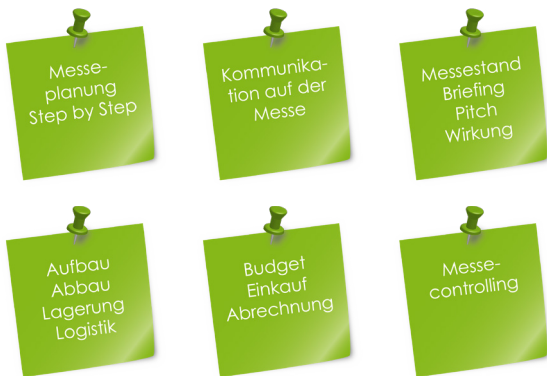 Messe-
planung
Step by Step
Kommunika-
tion auf der
Messe
Messestand
Briefing
Pitch
Wirkung
Aufbau
Abbau
Lagerung
Logistik
Budget
Einkauf
Abrechnung
Messe-
controlling